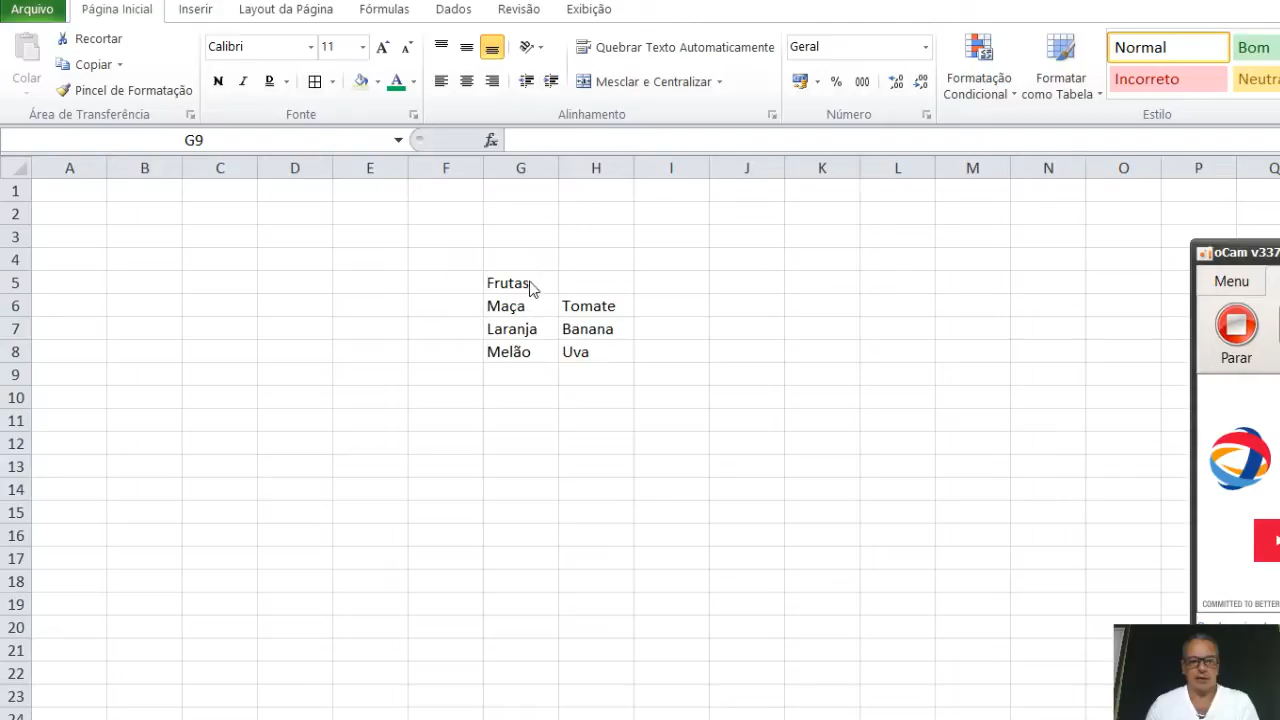 Arquivo Página Inicial Inserir Layout da Página Fórmulas Dados Revisão Exibição
Colar
Recortar
Copiar
Pincel de Formatação
Área de Transferência
Calibri 11
N I D A
Fonte
Quebrar Texto Automaticamente
Mesclar e Centralizar
Alinhamento
Geral
% 000
Número
Formatação Condicional
Formatar como Tabela
Normal Bom
Incorreto Neutra
Estilo
G9 fx
A B C D E F G H I J K L M N O P Q
1
2
3
4
5 Frutas
6 Maça Tomate
7 Laranja Banana
8 Melão Uva
9
10
11
12
13
14
15
16
17
18
19
20
21
22
23
24
oCam v337
Menu
Parar
COMMITTED TO BETTER